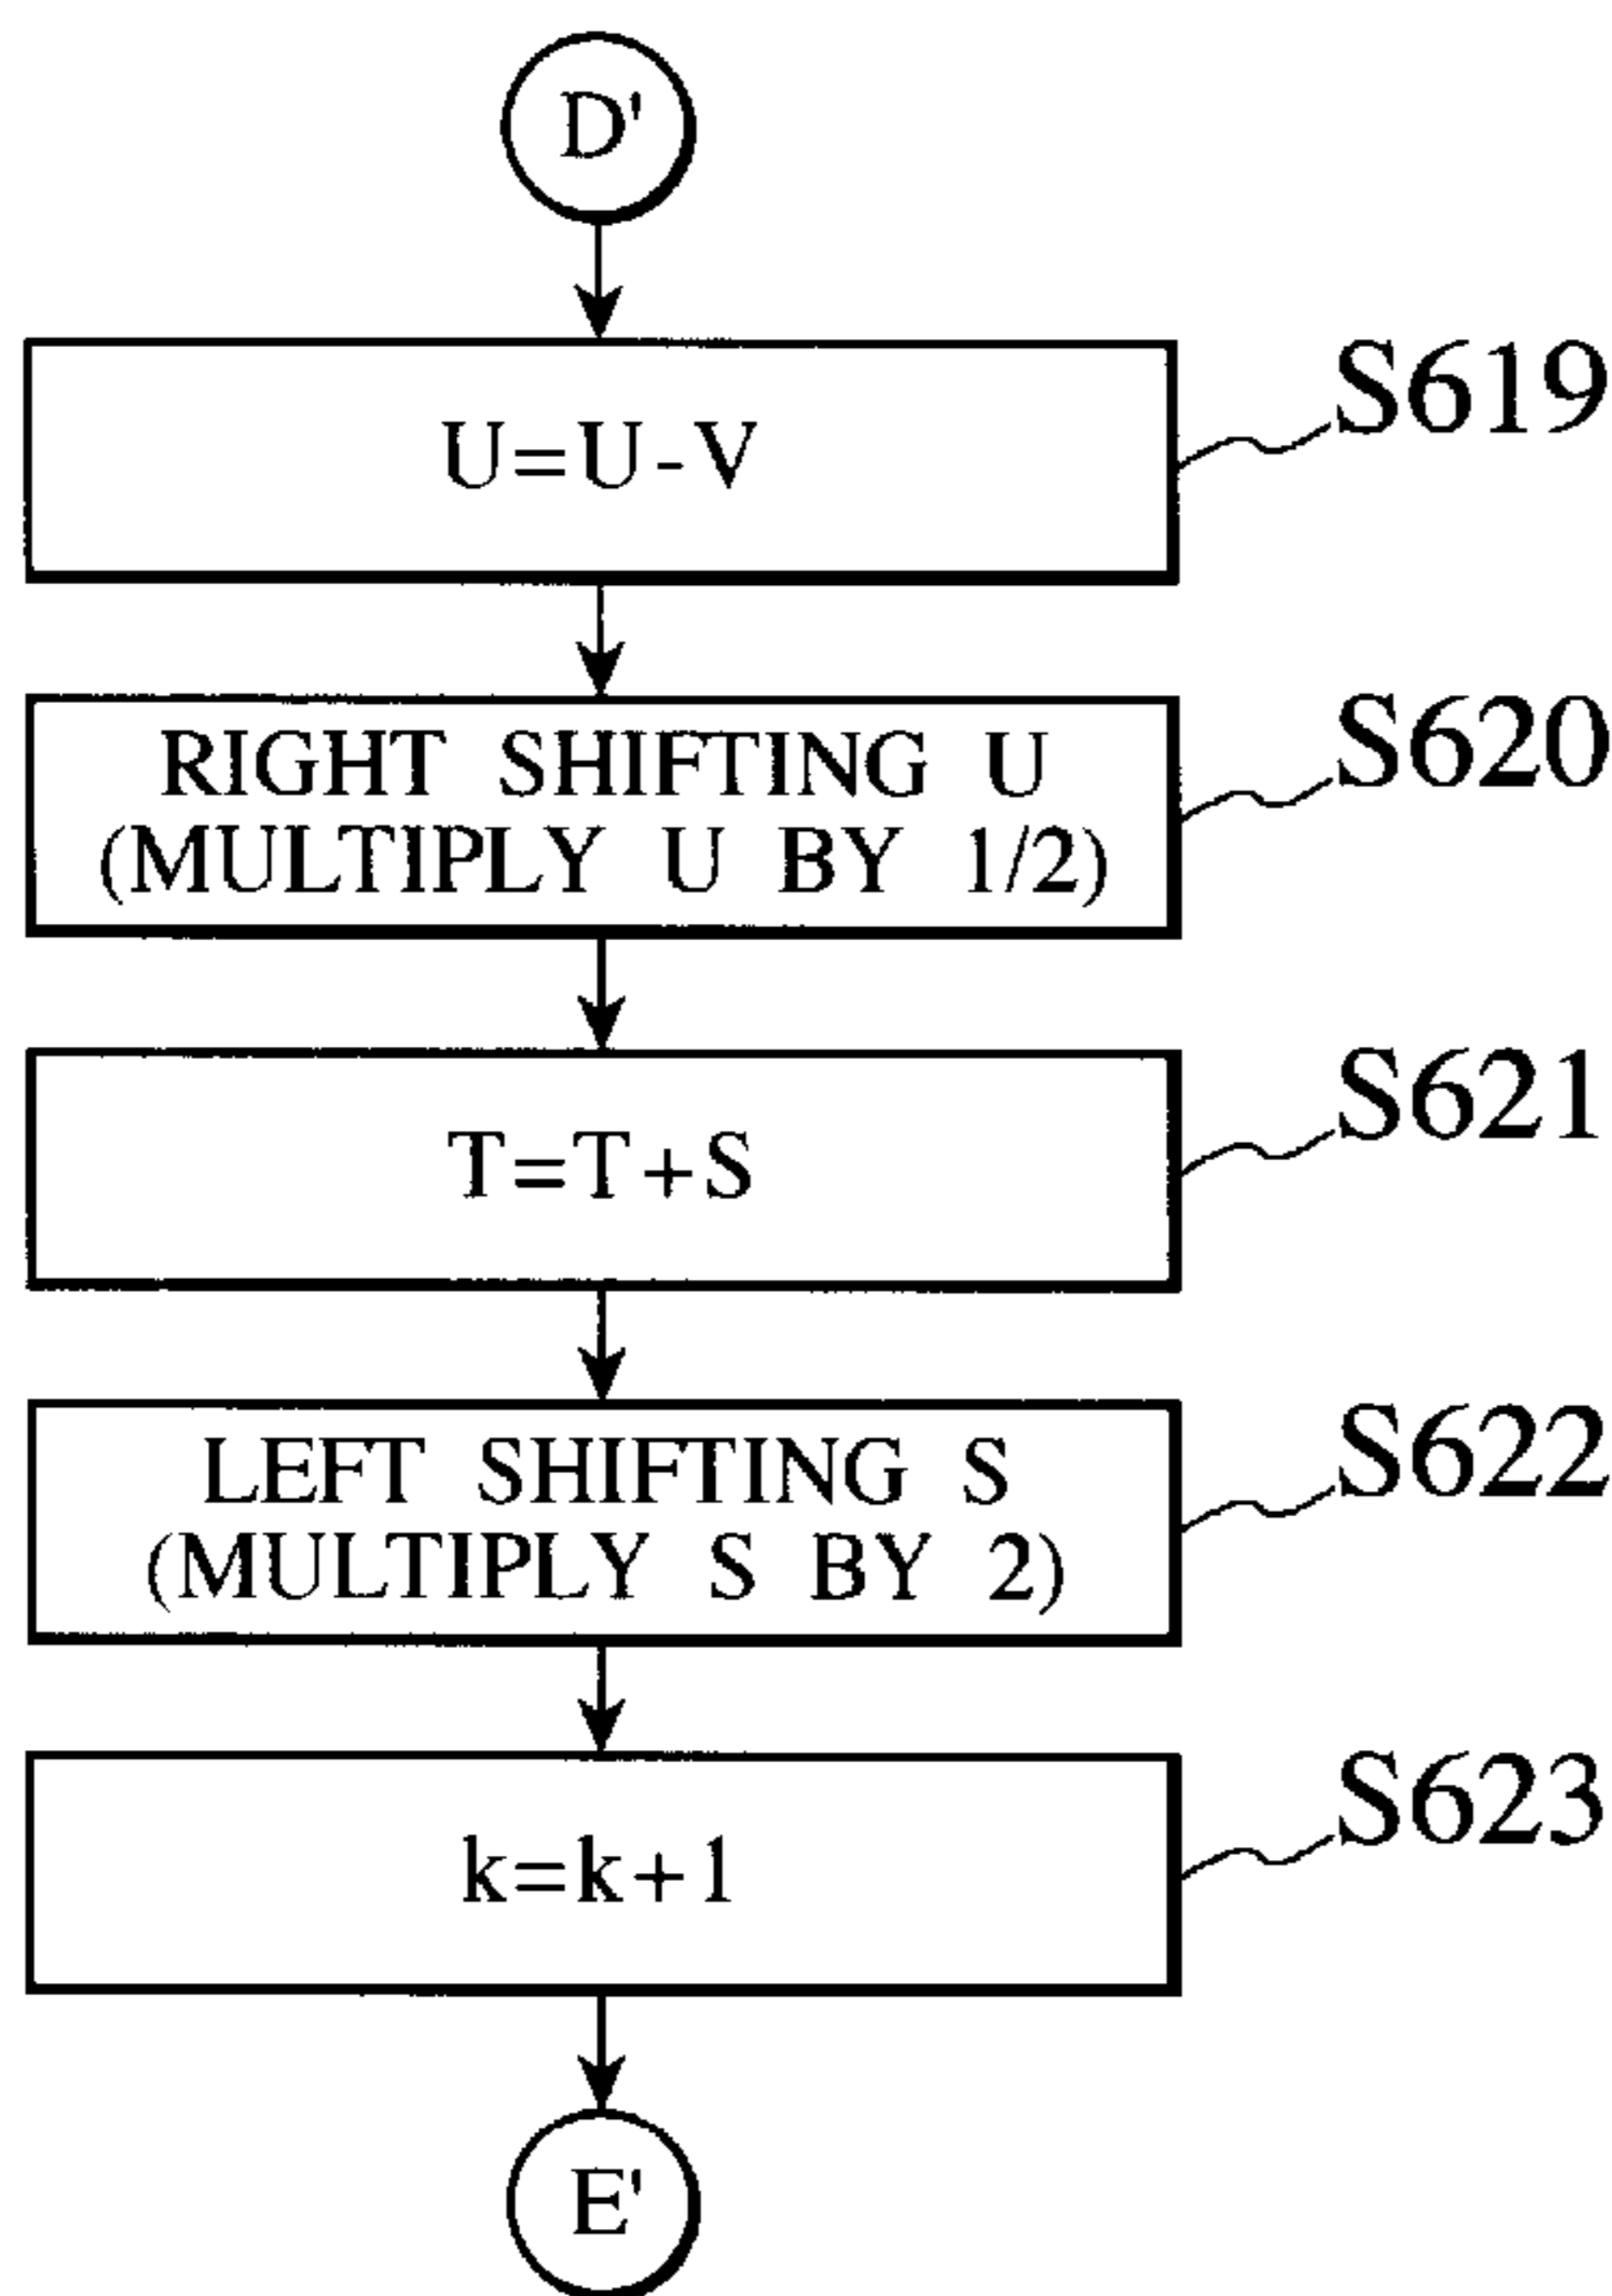 D'
U=U-V
S619
RIGHT SHIFTING U
(MULTIPLY U BY 1/2)
S620
T=T+S
S621
LEFT SHIFTING S
(MULTIPLY S BY 2)
S622
k=k+1
S623
E'